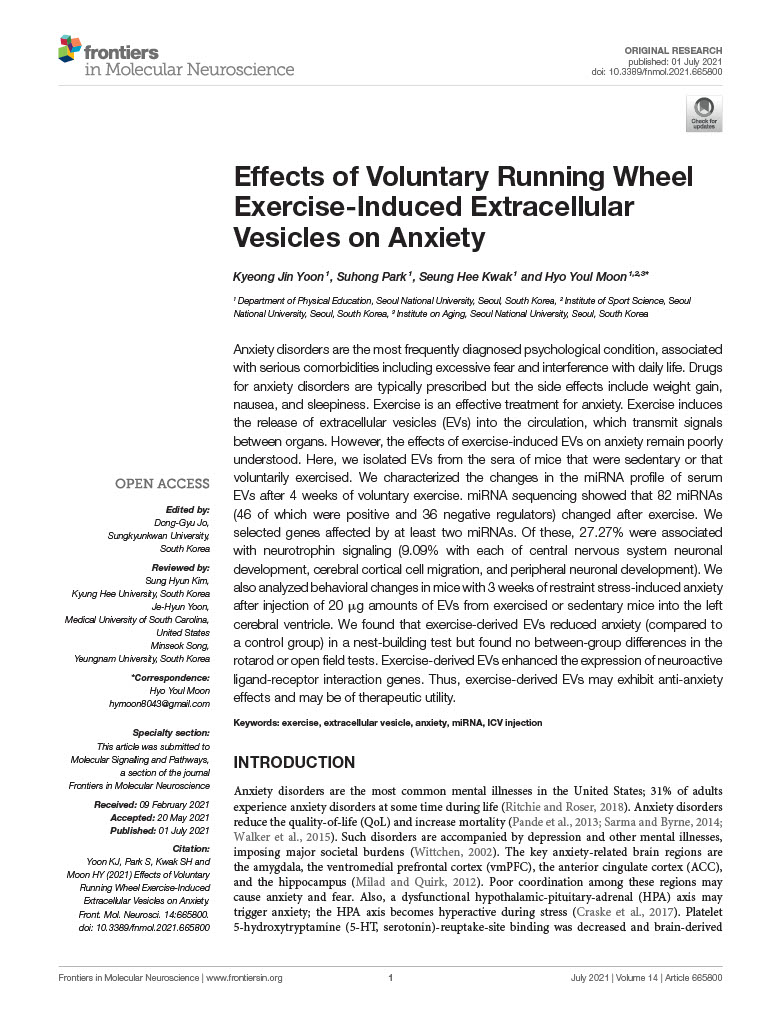 frontiers
in Molecular Neuroscience
ORIGINAL RESEARCH
published: 01 July 2021
doi: 10.3389/fnmol.2021.665800
Check for
updates
Effects of Voluntary Running Wheel
Exercise-Induced Extracellular
Vesicles on Anxiety
Kyeong Jin Yoon¹, Suhong Park¹, Seung Hee Kwak¹ and Hyo Youl Moon¹,²,³*
¹ Department of Physical Education, Seoul National University, Seoul, South Korea, ² Institute of Sport Science, Seoul
National University, Seoul, South Korea, ³ Institute on Aging, Seoul National University, Seoul, South Korea
Anxiety disorders are the most frequently diagnosed psychological condition, associated
with serious comorbidities including excessive fear and interference with daily life. Drugs
for anxiety disorders are typically prescribed but the side effects include weight gain,
nausea, and sleepiness. Exercise is an effective treatment for anxiety. Exercise induces
the release of extracellular vesicles (EVs) into the circulation, which transmit signals
between organs. However, the effects of exercise-induced EVs on anxiety remain poorly
understood. Here, we isolated EVs from the sera of mice that were sedentary or that
voluntarily exercised. We characterized the changes in the miRNA profile of serum
EVs after 4 weeks of voluntary exercise. miRNA sequencing showed that 82 miRNAs
(46 of which were positive and 36 negative regulators) changed after exercise. We
selected genes affected by at least two miRNAs. Of these, 27.27% were associated
with neurotrophin signaling (9.09% with each of central nervous system neuronal
development, cerebral cortical cell migration, and peripheral neuronal development). We
also analyzed behavioral changes in mice with 3 weeks of restraint stress-induced anxiety
after injection of 20 μg amounts of EVs from exercised or sedentary mice into the left
cerebral ventricle. We found that exercise-derived EVs reduced anxiety (compared to
a control group) in a nest-building test but found no between-group differences in the
rotarod or open field tests. Exercise-derived EVs enhanced the expression of neuroactive
ligand-receptor interaction genes. Thus, exercise-derived EVs may exhibit anti-anxiety
effects and may be of therapeutic utility.
Keywords: exercise, extracellular vesicle, anxiety, miRNA, ICV injection
OPEN ACCESS
Edited by:
Dong-Gyu Jo,
Sungkyunkwan University,
South Korea
Reviewed by:
Sung Hyun Kim,
Kyung Hee University, South Korea
Je-Hyun Yoon,
Medical University of South Carolina,
United States
Minseok Song,
Yeungnam University, South Korea
*Correspondence:
Hyo Youl Moon
hymoon8043@gmail.com
Specialty section:
This article was submitted to
Molecular Signalling and Pathways,
a section of the journal
Frontiers in Molecular Neuroscience
Received: 09 February 2021
Accepted: 20 May 2021
Published: 01 July 2021
Citation:
Yoon KJ, Park S, Kwak SH and
Moon HY (2021) Effects of Voluntary
Running Wheel Exercise-Induced
Extracellular Vesicles on Anxiety.
Front. Mol. Neurosci. 14:665800.
doi: 10.3389/fnmol.2021.665800
INTRODUCTION
Anxiety disorders are the most common mental illnesses in the United States; 31% of adults
experience anxiety disorders at some time during life (Ritchie and Roser, 2018). Anxiety disorders
reduce the quality-of-life (QoL) and increase mortality (Pande et al., 2013; Sarma and Byrne, 2014;
Walker et al., 2015). Such disorders are accompanied by depression and other mental illnesses,
imposing major societal burdens (Wittchen, 2002). The key anxiety-related brain regions are
the amygdala, the ventromedial prefrontal cortex (vmPFC), the anterior cingulate cortex (ACC),
and the hippocampus (Milad and Quirk, 2012). Poor coordination among these regions may
cause anxiety and fear. Also, a dysfunctional hypothalamic-pituitary-adrenal (HPA) axis may
trigger anxiety; the HPA axis becomes hyperactive during stress (Craske et al., 2017). Platelet
5-hydroxytryptamine (5-HT, serotonin)-reuptake-site binding was decreased and brain-derived
Frontiers in Molecular Neuroscience | www.frontiersin.org
1
July 2021 | Volume 14 | Article 665800